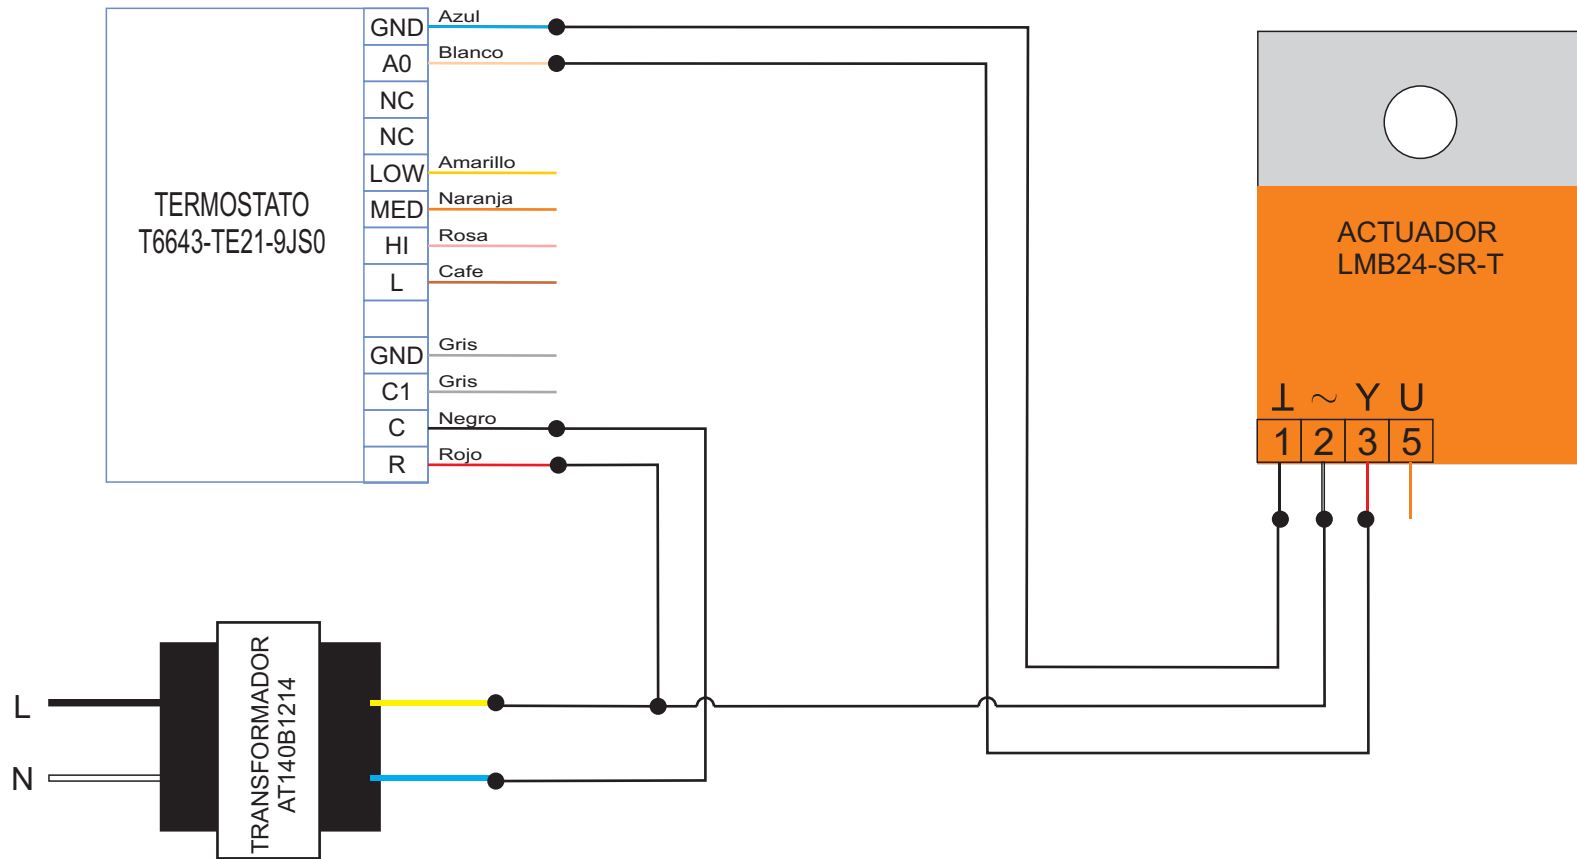 GND Azul
A0 Blanco
NC
NC
LOW Amarillo
MED Naranja
HI Rosa
L Cafe
GND Gris
C1 Gris
C Negro
R Rojo
TERMOSTATO
T6643-TE21-9JS0
ACTUADOR
LMB24-SR-T
⊥ ~ Y U
1 2 3 5
L
N
TRANSFORMADOR
AT140B1214